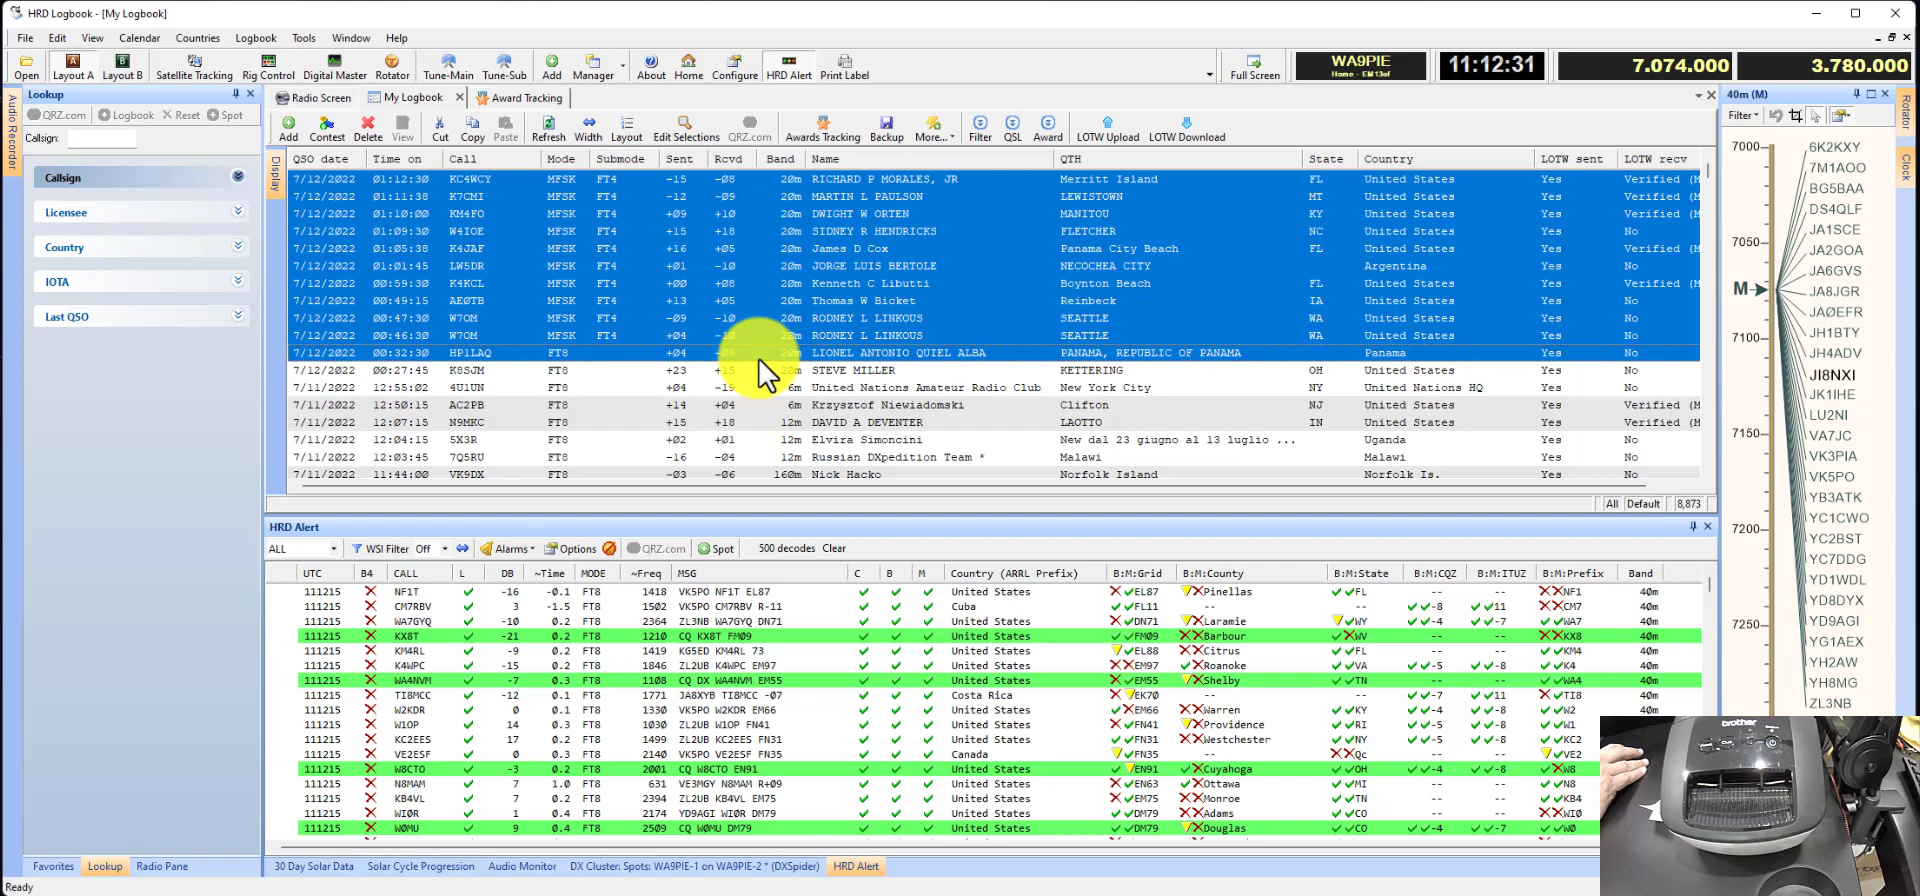 HRD Logbook - [My Logbook]
File Edit View Calendar Countries Logbook Tools Window Help
Open Layout A Layout B Satellite Tracking Rig Control Digital Master Rotator Tune-Main Tune-Sub Add Manager About Home Configure HRD Alert Print Label Full Screen WA9PIE Home - EM13of 11:12:31 7.074.000 3.780.000
Lookup
QRZ.com Logbook Reset Spot
Callsign:
Callsign
Licensee
Country
IOTA
Last QSO
Audio Recorder
Favorites Lookup Radio Pane
Ready
Radio Screen My Logbook Award Tracking
Add Contest Delete View Cut Copy Paste Refresh Width Layout Edit Selections QRZ.com Awards Tracking Backup More... Filter QSL Award LOTW Upload LOTW Download
Display
QSO date Time on Call Mode Submode Sent Rcvd Band Name QTH State Country LOTW sent LOTW recv
7/12/2022 01:12:30 KC4WCY MFSK FT4 -15 -08 20m RICHARD P MORALES, JR Merritt Island FL United States Yes Verified (M
7/12/2022 01:11:38 K7CMI MFSK FT4 -12 -09 20m MARTIN L PAULSON LEWISTOWN MT United States Yes Verified (M
7/12/2022 01:10:00 KM4FO MFSK FT4 +09 +10 20m DWIGHT W ORTEN MANITOU KY United States Yes Verified (M
7/12/2022 01:09:30 W4IOE MFSK FT4 +15 +18 20m SIDNEY R HENDRICKS FLETCHER NC United States Yes No
7/12/2022 01:05:38 K4JAF MFSK FT4 +16 +05 20m James D Cox Panama City Beach FL United States Yes Verified (M
7/12/2022 01:01:45 LW5DR MFSK FT4 +01 -10 20m JORGE LUIS BERTOLE NECOCHEA CITY Argentina Yes No
7/12/2022 00:59:30 K4KCL MFSK FT4 +00 +08 20m Kenneth C Libutti Boynton Beach FL United States Yes Verified (M
7/12/2022 00:49:15 AE0TB MFSK FT4 +13 +05 20m Thomas W Bicket Reinbeck IA United States Yes No
7/12/2022 00:47:30 W7OM MFSK FT4 -09 -10 20m RODNEY L LINKOUS SEATTLE WA United States Yes No
7/12/2022 00:46:30 W7OM MFSK FT4 +04 20m RODNEY L LINKOUS SEATTLE WA United States Yes No
7/12/2022 00:32:30 HP1LAQ FT8 +04 20m LIONEL ANTONIO QUIEL ALBA PANAMA, REPUBLIC OF PANAMA Panama Yes No
7/12/2022 00:27:45 K8SJM FT8 +23 +15 20m STEVE MILLER KETTERING OH United States Yes No
7/11/2022 12:55:02 4U1UN FT8 +04 -19 6m United Nations Amateur Radio Club New York City NY United Nations HQ Yes No
7/11/2022 12:50:15 AC2PB FT8 +14 +04 6m Krzysztof Niewiadomski Clifton NJ United States Yes Verified (M
7/11/2022 12:07:15 N9MKC FT8 +15 +18 12m DAVID A DEVENTER LAOTTO IN United States Yes Verified (M
7/11/2022 12:04:15 5X3R FT8 +02 +01 12m Elvira Simoncini New dal 23 giugno al 13 luglio ... Uganda Yes No
7/11/2022 12:03:45 7Q5RU FT8 -16 -04 12m Russian DXpedition Team * Malawi Malawi Yes No
7/11/2022 11:44:00 VK9DX FT8 -03 -06 160m Nick Hacko Norfolk Island Norfolk Is. Yes No
All Default 8,873
HRD Alert
ALL WSI Filter Off Alarms Options QRZ.com Spot 500 decodes Clear
UTC B4 CALL L DB ~Time MODE ~Freq MSG C B M Country (ARRL Prefix) B:M:Grid B:M:County B:M:State B:M:CQZ B:M:ITUZ B:M:Prefix Band
111215 NF1T -16 -0.1 FT8 1418 VK5PO NF1T EL87 United States EL87 Pinellas FL -- -- NF1 40m
111215 CM7RBV 3 -1.5 FT8 1502 VK5PO CM7RBV R-11 Cuba FL11 -- -- -8 11 CM7 40m
111215 WA7GYQ -10 0.2 FT8 2364 ZL3NB WA7GYQ DN71 United States DN71 Laramie WY -4 -7 WA7 40m
111215 KX8T -21 0.2 FT8 1210 CQ KX8T FM09 United States FM09 Barbour WV -- -- KX8 40m
111215 KM4RL -9 0.2 FT8 1419 KG5ED KM4RL 73 United States EL88 Citrus FL -- -- KM4 40m
111215 K4WPC -15 0.2 FT8 1846 ZL2UB K4WPC EM97 United States EM97 Roanoke VA -5 -8 K4 40m
111215 WA4NVM -7 0.3 FT8 1108 CQ DX WA4NVM EM55 United States EM55 Shelby TN -- -- WA4 40m
111215 TI8MCC -12 0.1 FT8 1771 JA8XYB TI8MCC -07 Costa Rica EK70 -- -- -7 11 TI8 40m
111215 W2KDR 0 0.1 FT8 1330 VK5PO W2KDR EM66 United States EM66 Warren KY -4 -8 W2 40m
111215 W1OP 14 0.3 FT8 1030 ZL2UB W1OP FN41 United States FN41 Providence RI -5 -8 W1 40m
111215 KC2EES 17 0.2 FT8 1499 ZL2UB KC2EES FN31 United States FN31 Westchester NY -5 -8 KC2 40m
111215 VE2ESF 0 0.3 FT8 2140 VK5PO VE2ESF FN35 Canada FN35 -- Qc -- -- VE2 40m
111215 W8CTO -3 0.2 FT8 2001 CQ W8CTO EN91 United States EN91 Cuyahoga OH -4 -8 W8 40m
111215 N8MAM 7 1.0 FT8 631 VE3MGY N8MAM R+09 United States EN63 Ottawa MI -- -- N8 40m
111215 KB4VL 7 0.2 FT8 2394 ZL2UB KB4VL EM75 United States EM75 Monroe TN -- -- KB4 40m
111215 WI0R 1 0.2 FT8 2174 YD9AGI WI0R DM79 United States DM79 Adams CO -- -- WI0 40m
111215 W0MU 9 0.4 FT8 2509 CQ W0MU DM79 United States DM79 Douglas CO -4 -7 W0 40m
30 Day Solar Data Solar Cycle Progression Audio Monitor DX Cluster: Spots: WA9PIE-1 on WA9PIE-2 * (DXSpider) HRD Alert
40m (M)
Filter
7000
7050
M
7100
7150
7200
7250
6K2KXY
7M1AOO
BG5BAA
DS4QLF
JA1SCE
JA2GOA
JA6GVS
JA8JGR
JA0EFR
JH1BTY
JH4ADV
JI8NXI
JK1IHE
LU2NI
VA7JC
VK3PIA
VK5PO
YB3ATK
YC1CWO
YC2BST
YC7DDG
YD1WDL
YD8DYX
YD9AGI
YG1AEX
YH2AW
YH8MG
ZL3NB
Rotator
Clock
brother